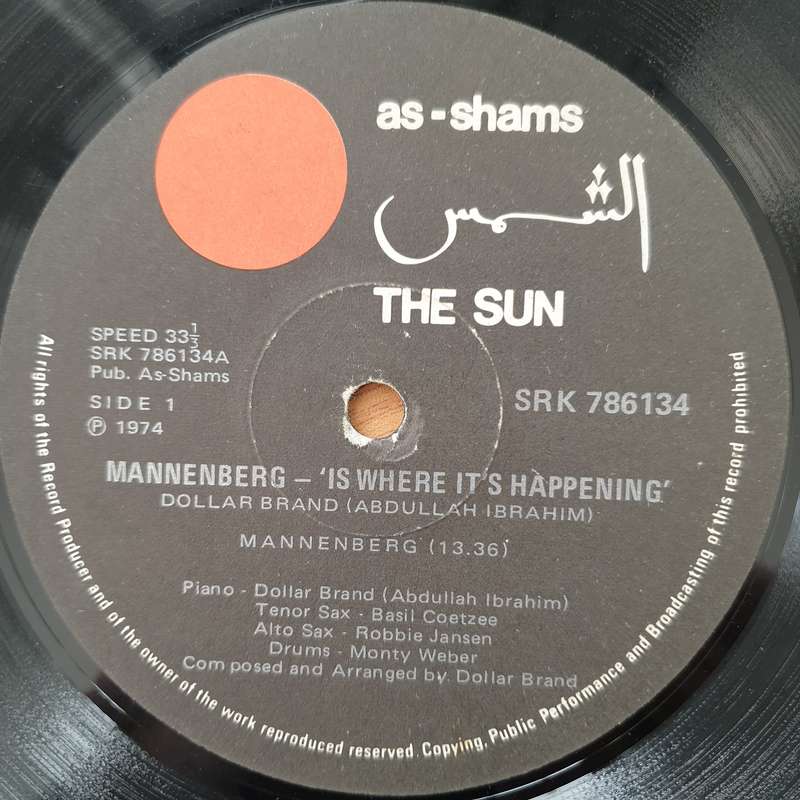 as-shams
الشمس
THE SUN
SPEED 33⅓
SRK 786134A
Pub. As-Shams
SIDE 1
℗ 1974
SRK 786134
MANNENBERG – 'IS WHERE IT'S HAPPENING'
DOLLAR BRAND (ABDULLAH IBRAHIM)
MANNENBERG (13.36)
Piano - Dollar Brand (Abdullah Ibrahim)
Tenor Sax - Basil Coetzee
Alto Sax - Robbie Jansen
Drums - Monty Weber
Composed and Arranged by Dollar Brand
All rights of the Record Producer and of the owner of the work reproduced reserved. Copying, Public Performance and Broadcasting of this record prohibited